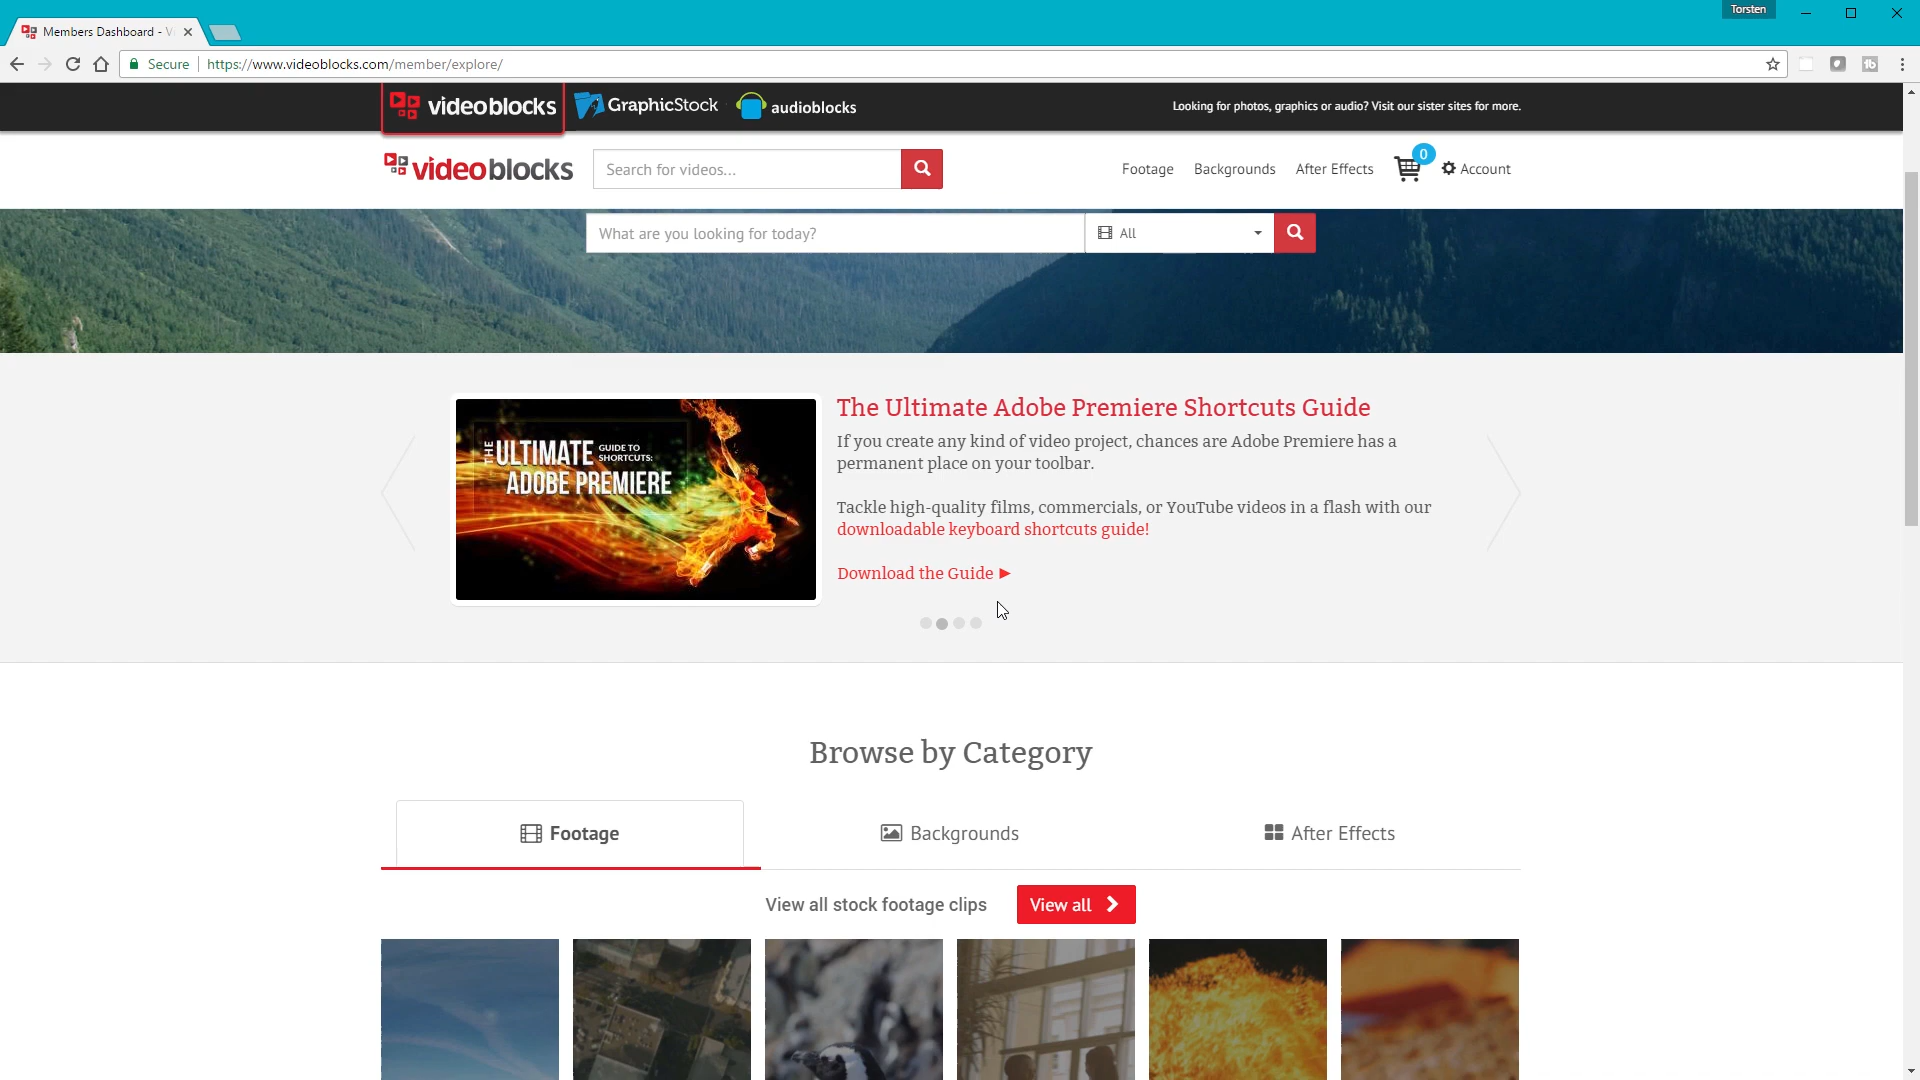 Torsten
Members Dashboard - V
Secure
https://www.videoblocks.com/member/explore/
videoblocks
GraphicStock
audioblocks
Looking for photos, graphics or audio? Visit our sister sites for more.
videoblocks
Search for videos...
Footage
Backgrounds
After Effects
0
Account
What are you looking for today?
All
THE
ULTIMATE
GUIDE TO
SHORTCUTS:
ADOBE PREMIERE
The Ultimate Adobe Premiere Shortcuts Guide
If you create any kind of video project, chances are Adobe Premiere has a
permanent place on your toolbar.
Tackle high-quality films, commercials, or YouTube videos in a flash with our
downloadable keyboard shortcuts guide!
Download the Guide ►
Browse by Category
Footage
Backgrounds
After Effects
View all stock footage clips
View all